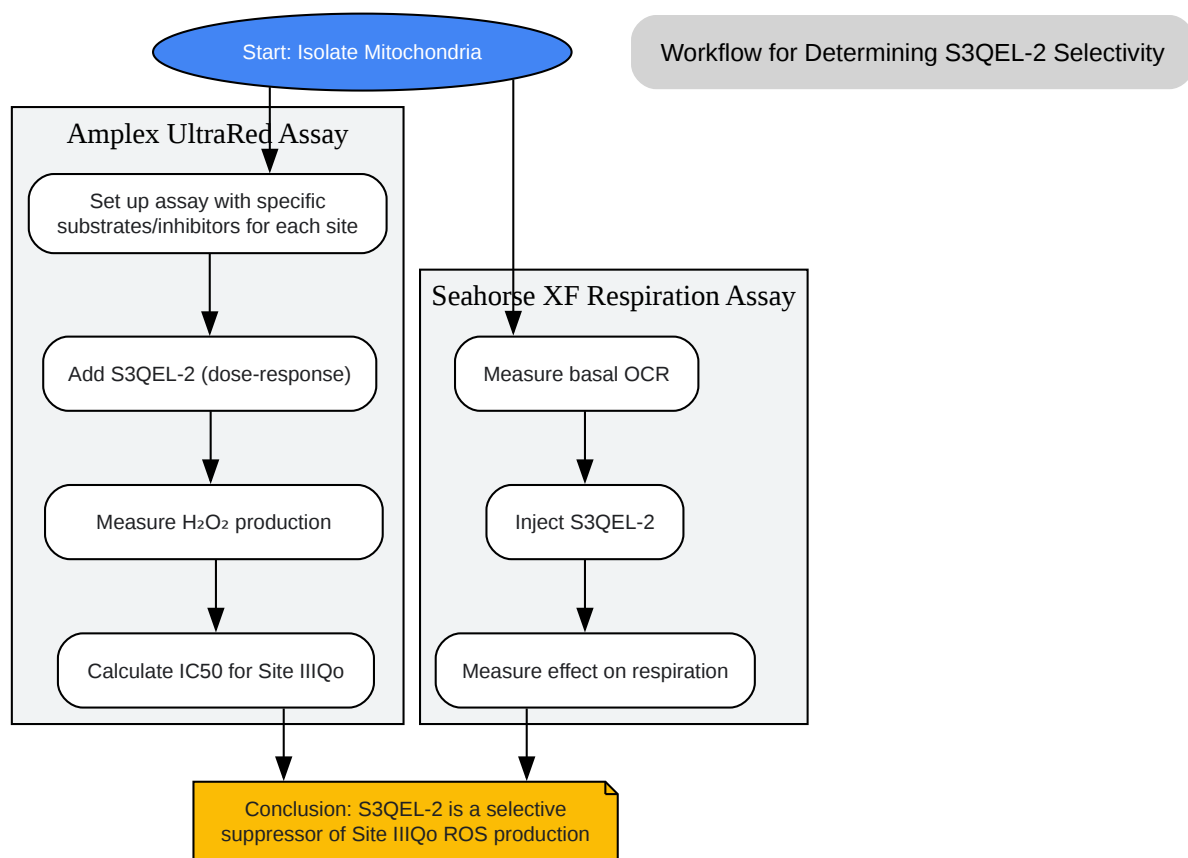 Start: Isolate Mitochondria
Workflow for Determining S3QEL-2 Selectivity
Amplex UltraRed Assay
Set up assay with specific
substrates/inhibitors for each site
Add S3QEL-2 (dose-response)
Measure H₂O₂ production
Calculate IC50 for Site IIIQo
Seahorse XF Respiration Assay
Measure basal OCR
Inject S3QEL-2
Measure effect on respiration
Conclusion: S3QEL-2 is a selective
suppressor of Site IIIQo ROS production